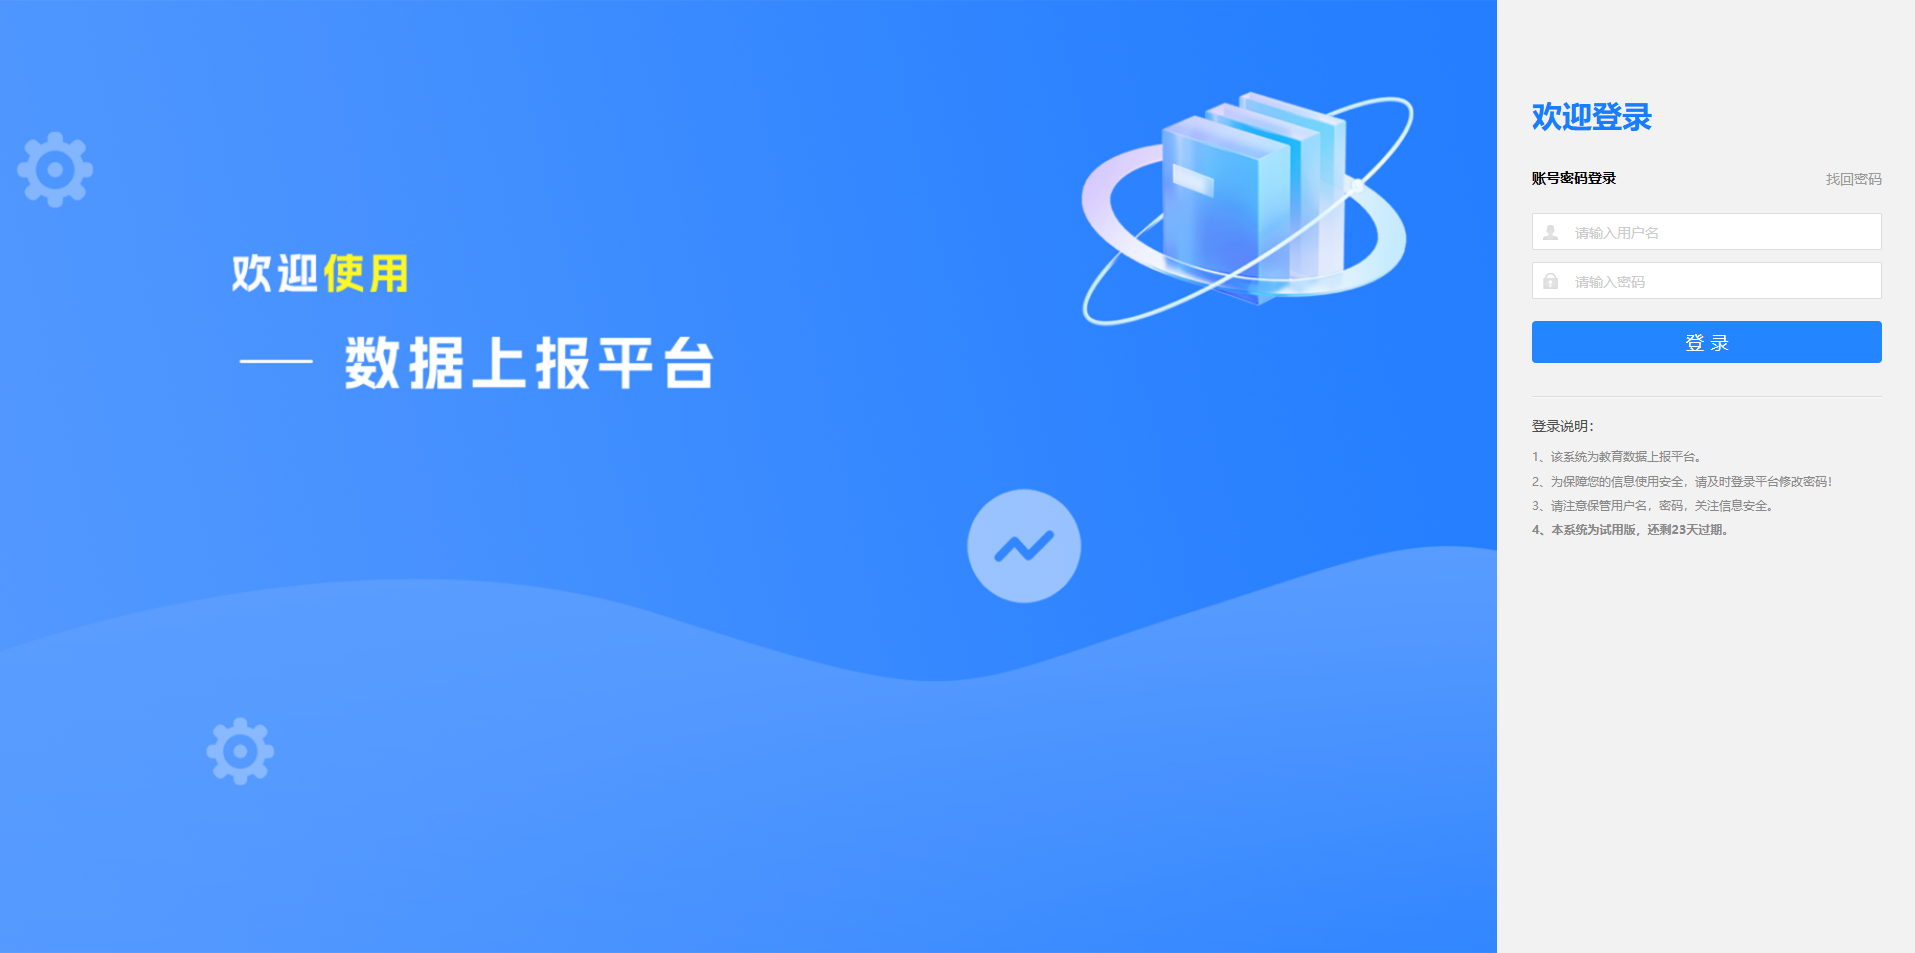 欢迎使用
数据上报平台
欢迎登录
账号密码登录
找回密码
请输入用户名
请输入密码
登 录
登录说明：
1、该系统为教育数据上报平台。
2、为保障您的信息使用安全，请及时登录平台修改密码！
3、请注意保管用户名，密码，关注信息安全。
4、本系统为试用版，还剩23天过期。